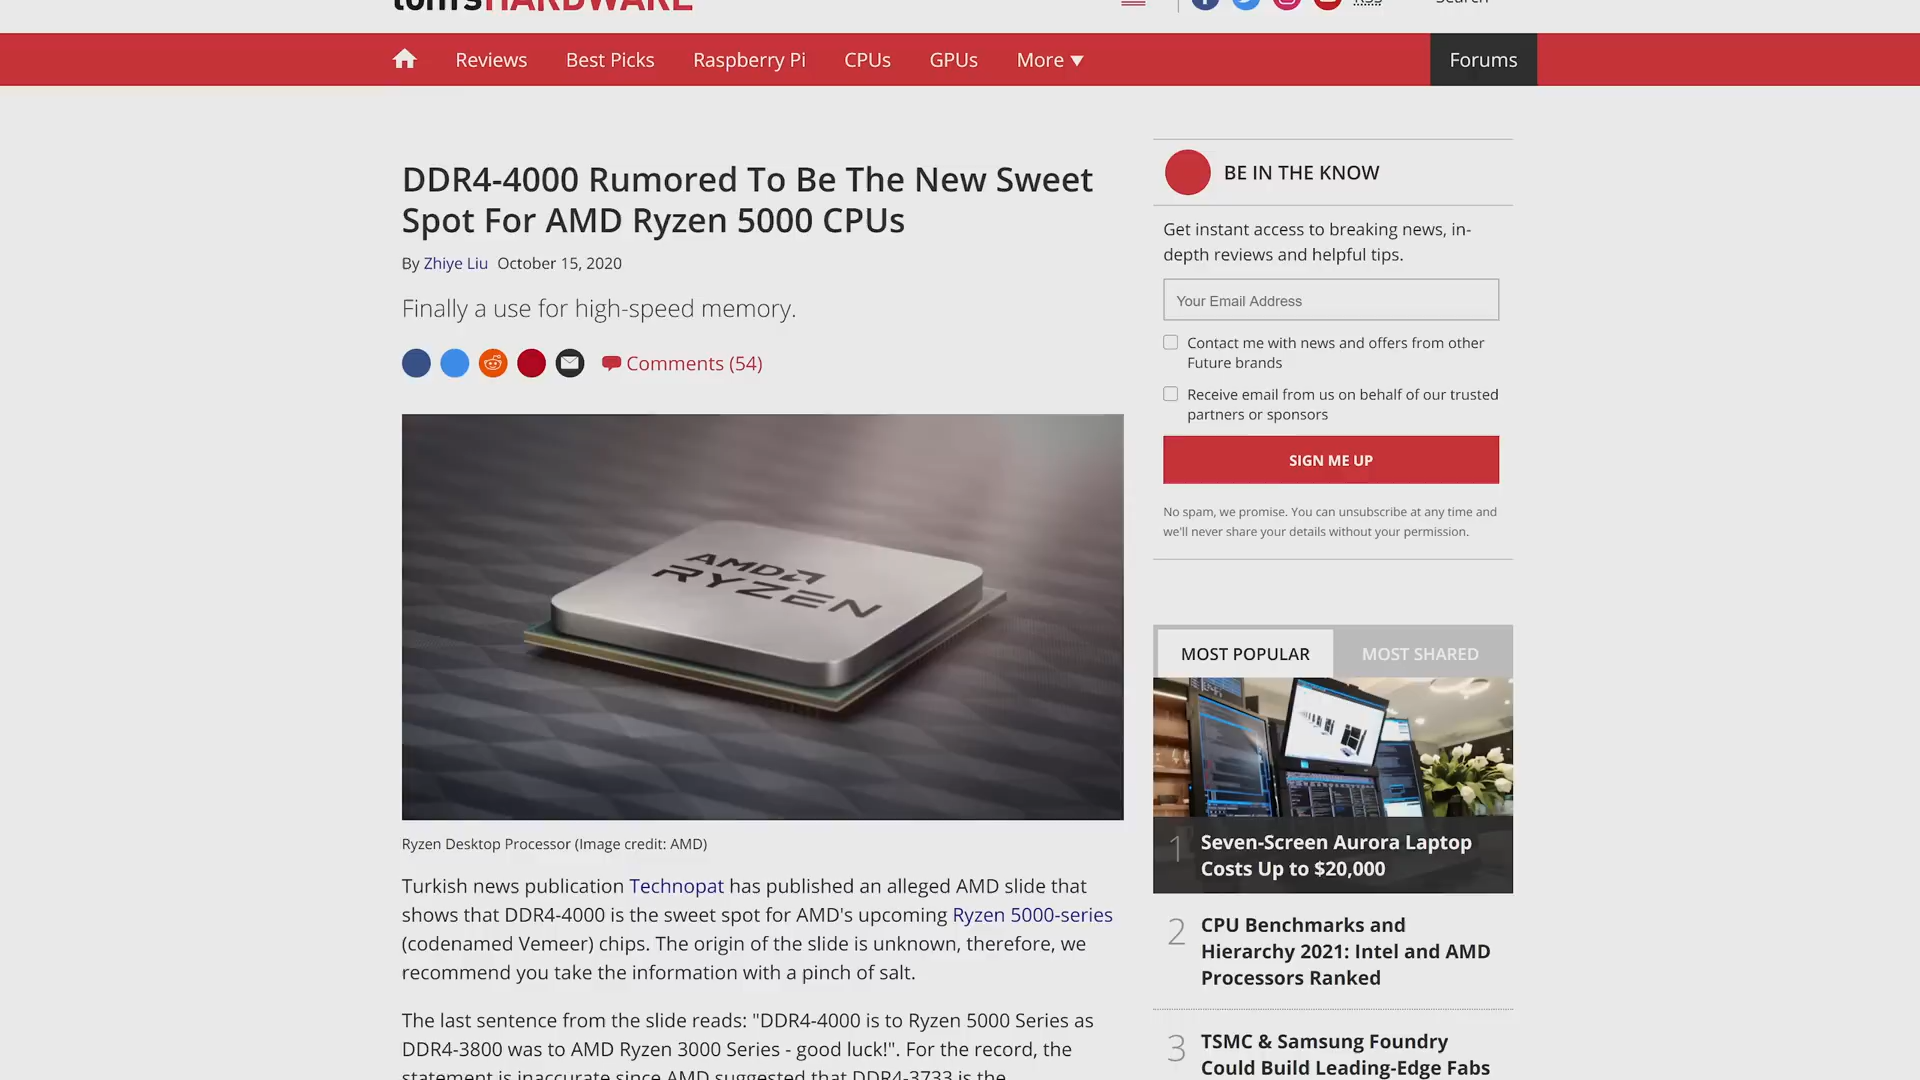 tom'sHARDWARE
RSS
Search
Reviews
Best Picks
Raspberry Pi
CPUs
GPUs
More ▼
Forums
DDR4-4000 Rumored To Be The New Sweet
Spot For AMD Ryzen 5000 CPUs
By Zhiye Liu October 15, 2020
Finally a use for high-speed memory.
Comments (54)
AMD
RYZEN
Ryzen Desktop Processor (Image credit: AMD)
Turkish news publication Technopat has published an alleged AMD slide that
shows that DDR4-4000 is the sweet spot for AMD's upcoming Ryzen 5000-series
(codenamed Vemeer) chips. The origin of the slide is unknown, therefore, we
recommend you take the information with a pinch of salt.
The last sentence from the slide reads: "DDR4-4000 is to Ryzen 5000 Series as
DDR4-3800 was to AMD Ryzen 3000 Series - good luck!". For the record, the
statement is inaccurate since AMD suggested that DDR4-3733 is the
BE IN THE KNOW
Get instant access to breaking news, in-
depth reviews and helpful tips.
Your Email Address
Contact me with news and offers from other
Future brands
Receive email from us on behalf of our trusted
partners or sponsors
SIGN ME UP
No spam, we promise. You can unsubscribe at any time and
we'll never share your details without your permission.
MOST POPULAR
MOST SHARED
1 Seven-Screen Aurora Laptop
Costs Up to $20,000
2 CPU Benchmarks and
Hierarchy 2021: Intel and AMD
Processors Ranked
3 TSMC & Samsung Foundry
Could Build Leading-Edge Fabs